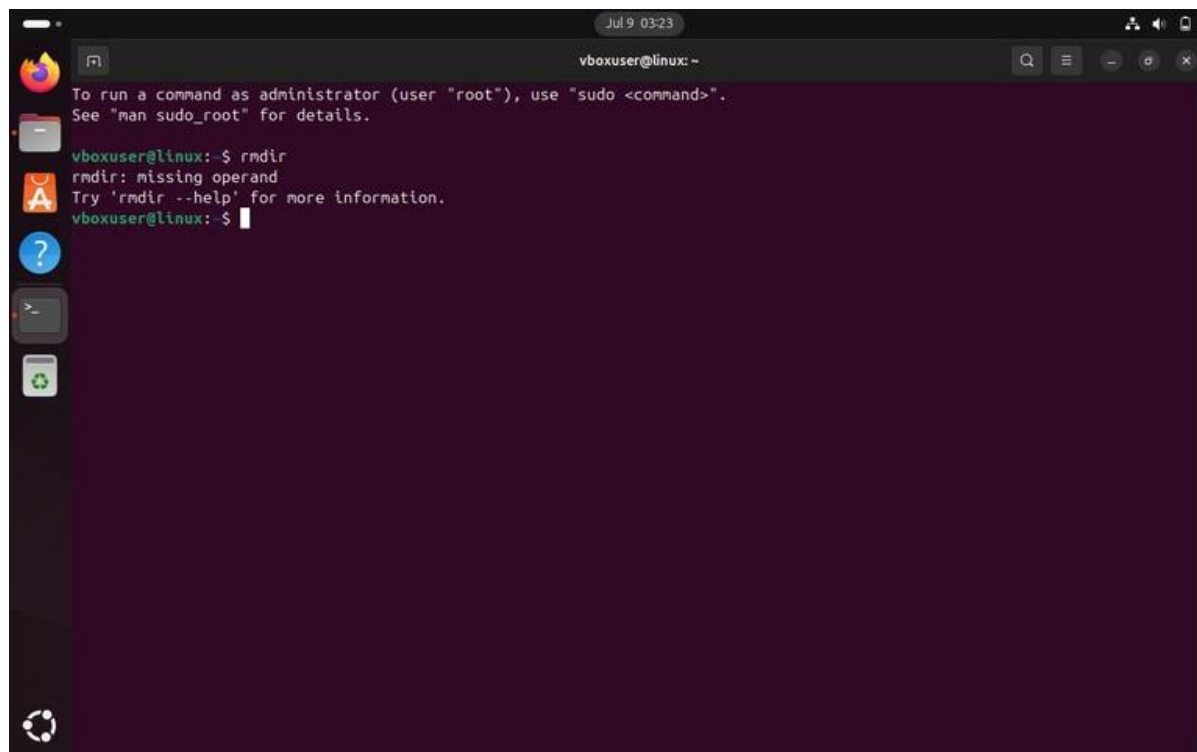 Jul 9 03:23
vboxuser@linux: ~
To run a command as administrator (user "root"), use "sudo <command>".
See "man sudo_root" for details.
vboxuser@linux:~$ rmdir
rmdir: missing operand
Try 'rmdir --help' for more information.
vboxuser@linux:~$